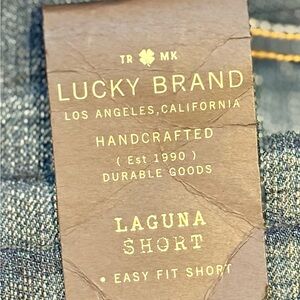 TR MK
LUCKY BRAND
LOS ANGELES, CALIFORNIA
HANDCRAFTED
( Est 1990 )
DURABLE GOODS
LAGUNA
SHORT
• EASY FIT SHORT